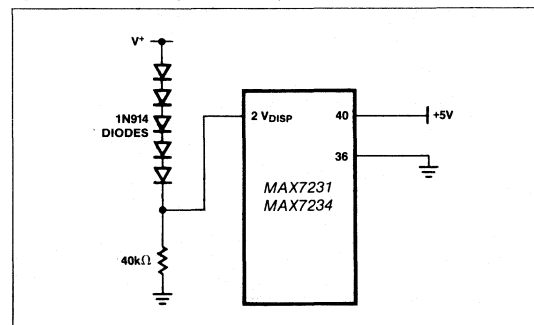 V+
1N914
DIODES
40kΩ
2 VDISP
40
+5V
36
MAX7231
MAX7234